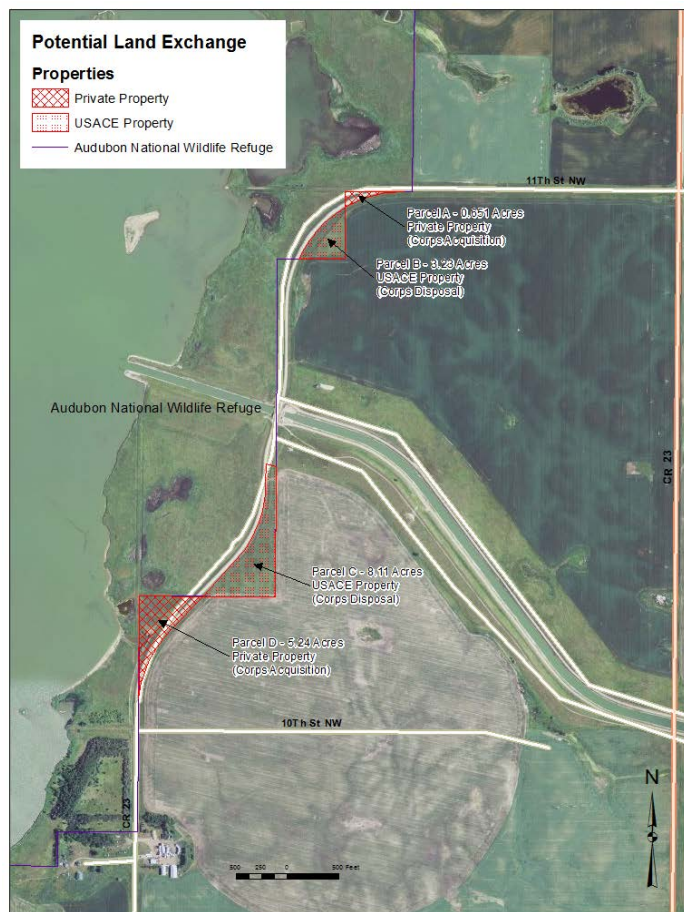 Potential Land Exchange
Properties
Private Property
USACE Property
Audubon National Wildlife Refuge
11Th St NW
Parcel A - 0.651 Acres
Private Property
(Corps Acquisition)
Parcel B - 3.23 Acres
USACE Property
(Corps Disposal)
Audubon National Wildlife Refuge
CR 23
Parcel C - 8.11 Acres
USACE Property
(Corps Disposal)
Parcel D - 5.24 Acres
Private Property
(Corps Acquisition)
10Th St NW
CR 23
N
500 250 0 500 Feet